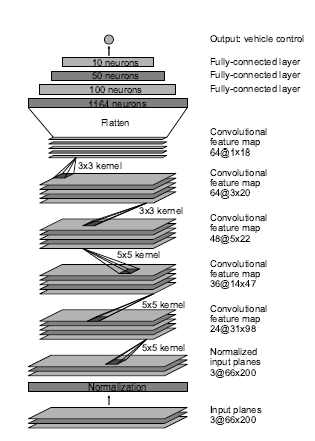 Output: vehicle control
10 neurons
Fully-connected layer
50 neurons
Fully-connected layer
100 neurons
Fully-connected layer
1164 neurons
Flatten
Convolutional
feature map
64@1x18
3x3 kernel
Convolutional
feature map
64@3x20
3x3 kernel
Convolutional
feature map
48@5x22
5x5 kernel
Convolutional
feature map
36@14x47
5x5 kernel
Convolutional
feature map
24@31x98
5x5 kernel
Normalized
input planes
3@66x200
Normalization
Input planes
3@66x200